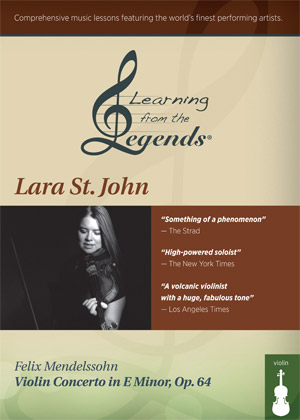 Comprehensive music lessons featuring the world's finest performing artists.
Learning
from the
Legends®
Lara St. John
"Something of a phenomenon"
— The Strad
"High-powered soloist"
— The New York Times
"A volcanic violinist
with a huge, fabulous tone"
— Los Angeles Times
Felix Mendelssohn
Violin Concerto in E Minor, Op. 64
violin